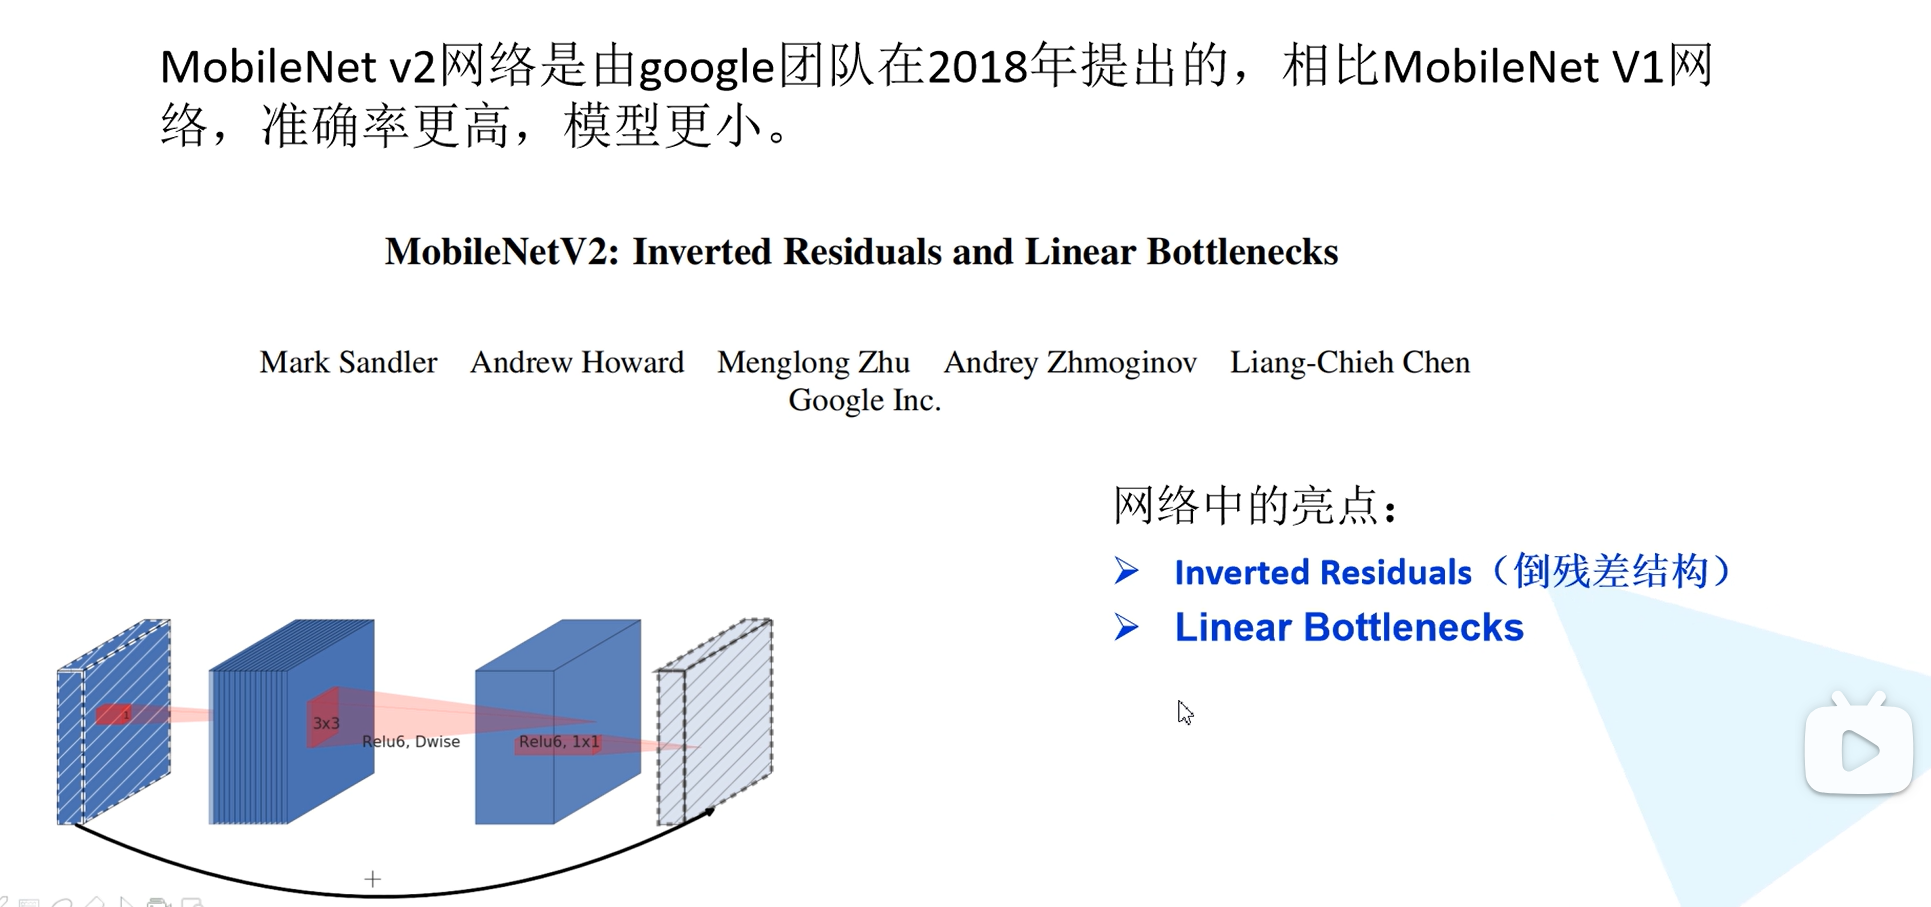 MobileNet v2网络是由google团队在2018年提出的，相比MobileNet V1网
络，准确率更高，模型更小。
MobileNetV2: Inverted Residuals and Linear Bottlenecks
Mark Sandler Andrew Howard Menglong Zhu Andrey Zhmoginov Liang-Chieh Chen
Google Inc.
网络中的亮点：
➢ Inverted Residuals（倒残差结构）
➢ Linear Bottlenecks
1
3x3
Relu6, Dwise
Relu6, 1x1
+